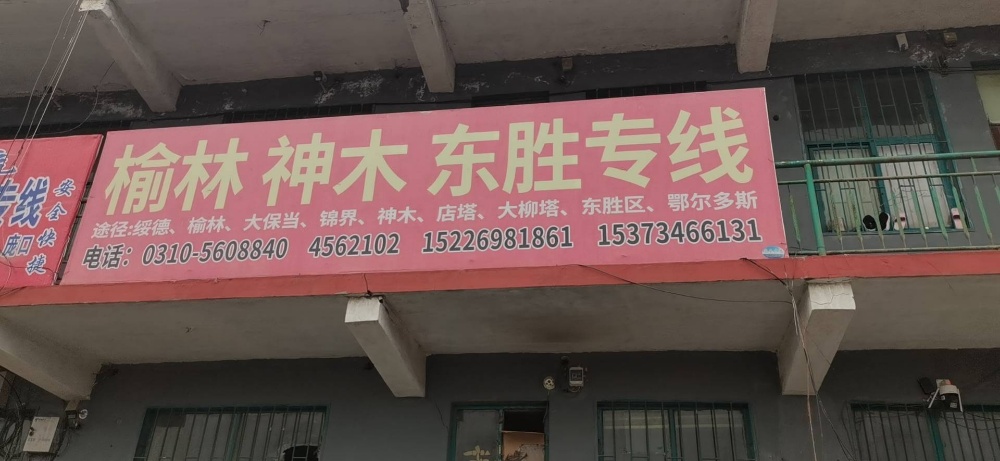 榆林 神木 东胜专线
途径:绥德、榆林、大保当、锦界、神木、店塔、大柳塔、东胜区、鄂尔多斯
电话：0310-5608840 4562102 15226981861 15373466131
专线
庙口
安全快捷